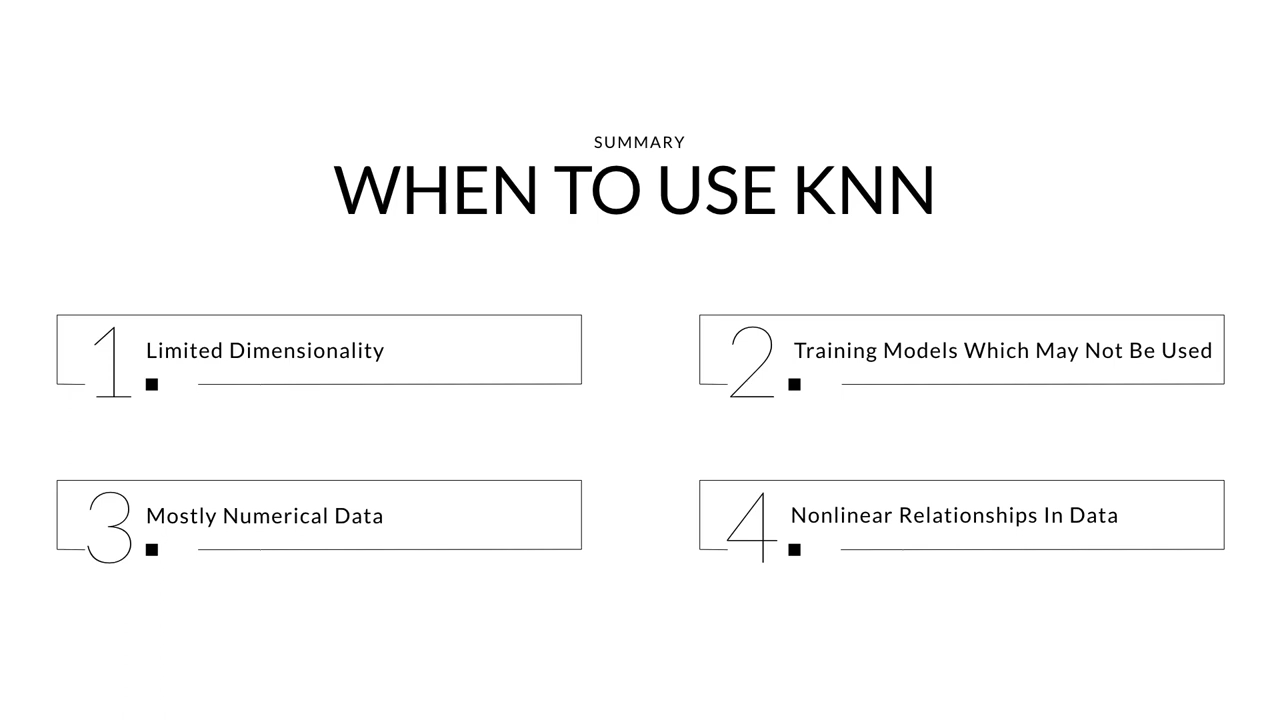 SUMMARY
WHEN TO USE KNN
1 Limited Dimensionality
2 Training Models Which May Not Be Used
3 Mostly Numerical Data
4 Nonlinear Relationships In Data